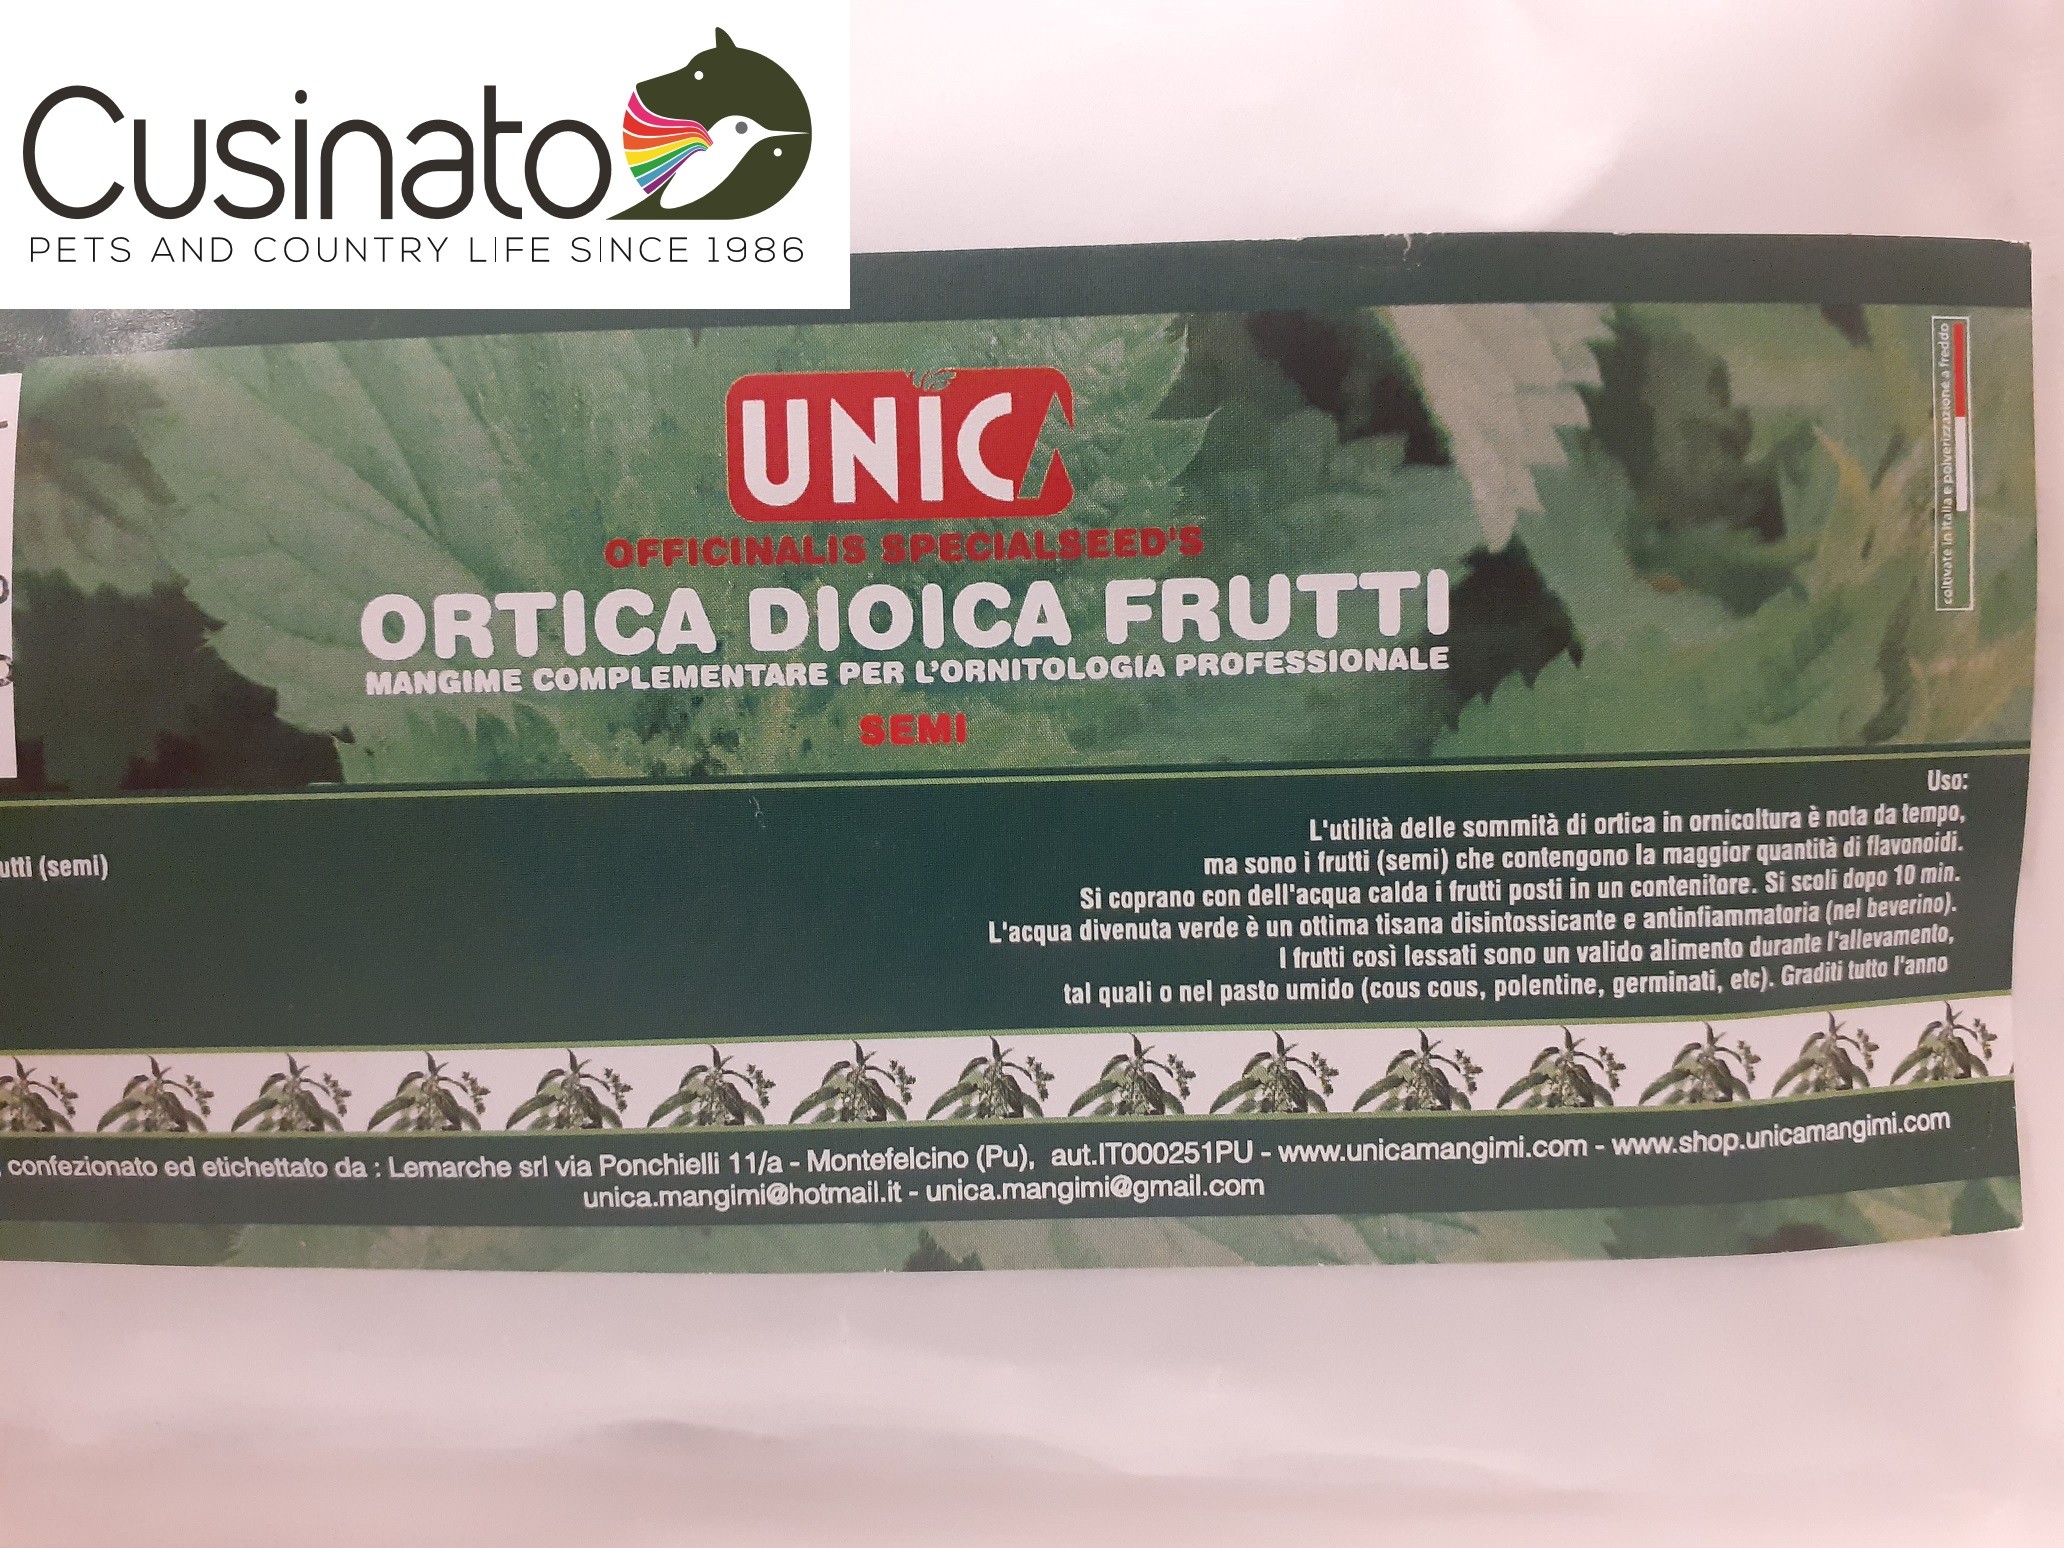 Cusinato
PETS AND COUNTRY LIFE SINCE 1986
UNICA
OFFICINALIS SPECIALSEED'S
ORTICA DIOICA FRUTTI
MANGIME COMPLEMENTARE PER L'ORNITOLOGIA PROFESSIONALE
SEMI
coltivate in Italia e polverizzazione a freddo
(semi)
Uso:
L'utilità delle sommità di ortica in ornicoltura è nota da tempo,
ma sono i frutti (semi) che contengono la maggior quantità di flavonoidi.
Si coprano con dell'acqua calda i frutti posti in un contenitore. Si scoli dopo 10 min.
L'acqua divenuta verde è un ottima tisana disintossicante e antinfiammatoria (nel beverino).
I frutti così lessati sono un valido alimento durante l'allevamento,
tal quali o nel pasto umido (cous cous, polentine, germinati, etc). Graditi tutto l'anno
confezionato ed etichettato da : Lemarche srl via Ponchielli 11/a - Montefelcino (Pu), aut.IT000251PU - www.unicamangimi.com - www.shop.unicamangimi.com
unica.mangimi@hotmail.it - unica.mangimi@gmail.com